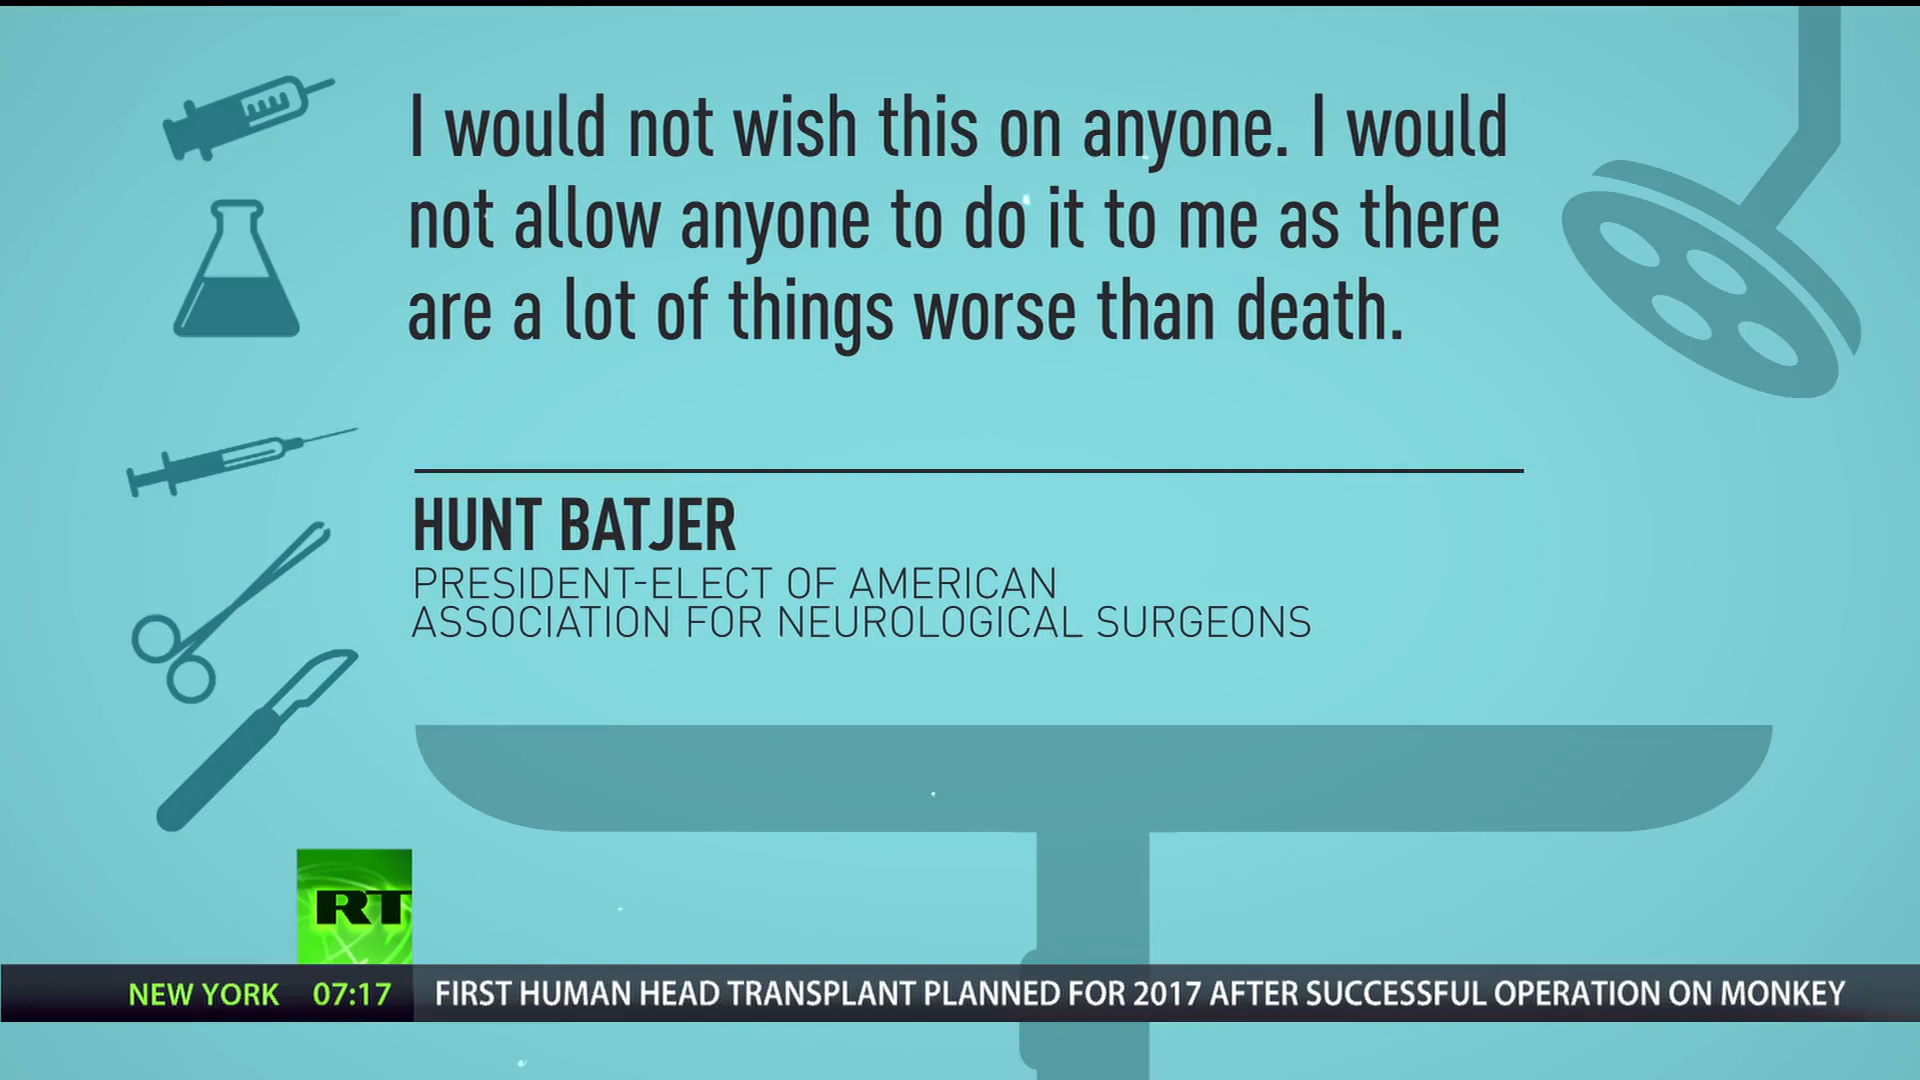 I would not wish this on anyone. I would
not allow anyone to do it to me as there
are a lot of things worse than death.
HUNT BATJER
PRESIDENT-ELECT OF AMERICAN
ASSOCIATION FOR NEUROLOGICAL SURGEONS
RT
NEW YORK 07:17 FIRST HUMAN HEAD TRANSPLANT PLANNED FOR 2017 AFTER SUCCESSFUL OPERATION ON MONKEY